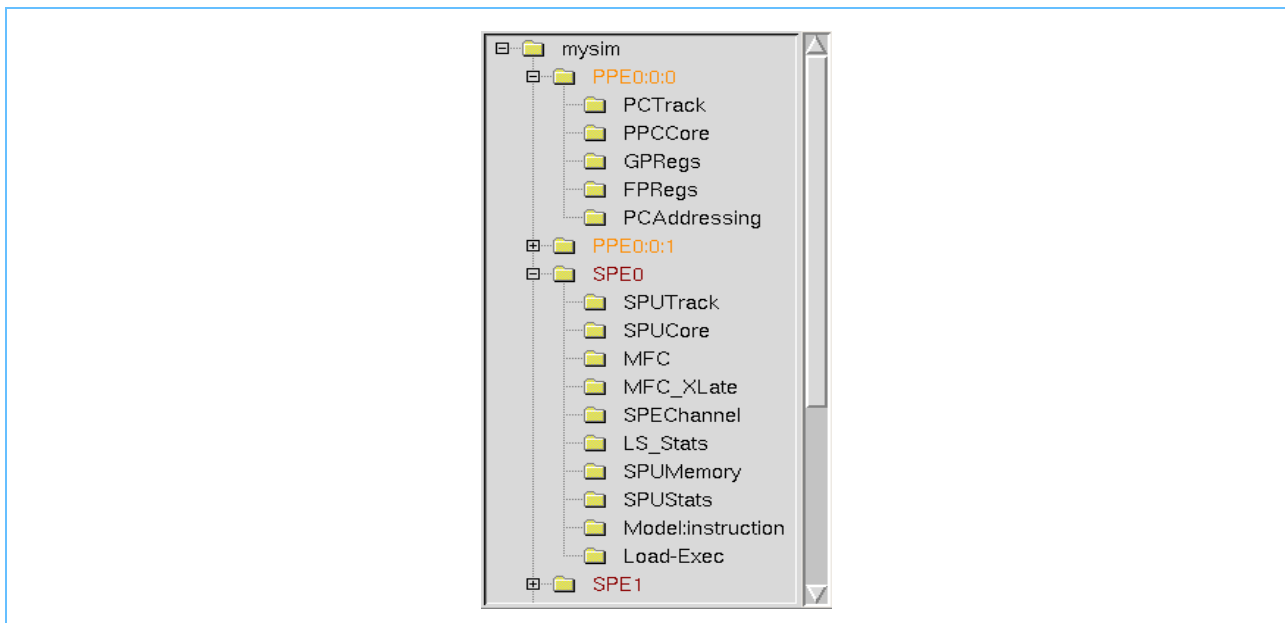 mysim
PPE0:0:0
PCTrack
PPCCore
GPRegs
FPRegs
PCAddressing
PPE0:0:1
SPE0
SPUTrack
SPUCore
MFC
MFC_XLate
SPEChannel
LS_Stats
SPUMemory
SPUStats
Model:instruction
Load-Exec
SPE1